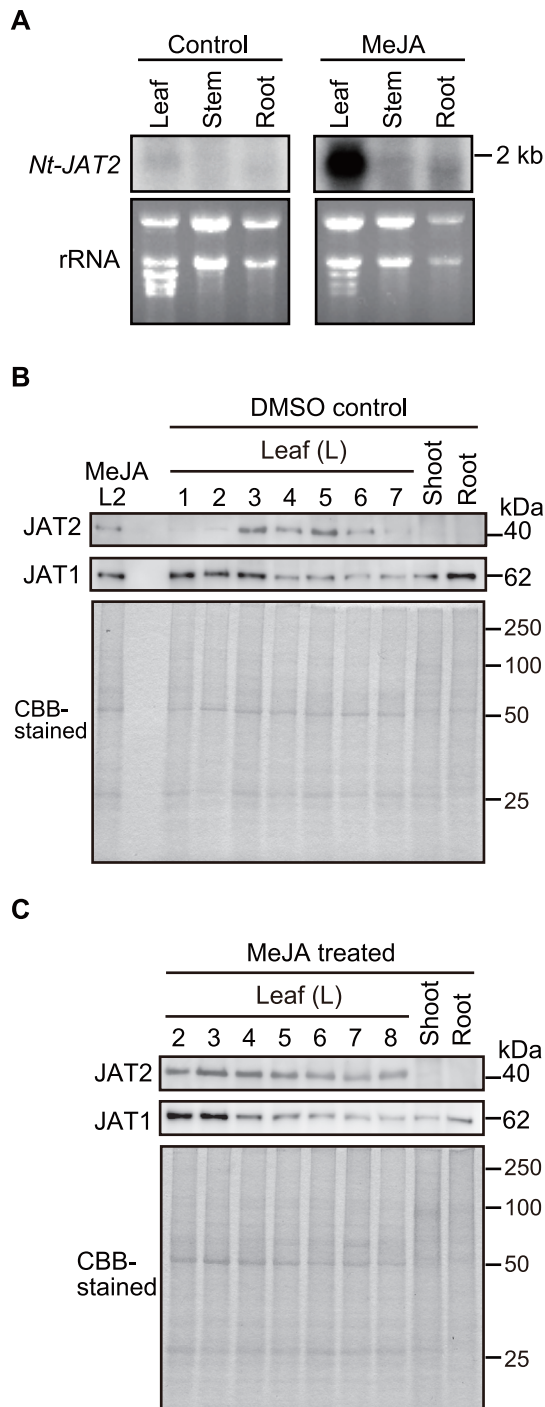 A
Control MeJA
Leaf Stem Root Leaf Stem Root
Nt-JAT2 2 kb
rRNA
B
DMSO control
Leaf (L)
MeJA
L2 1 2 3 4 5 6 7 Shoot Root
kDa
JAT2 40
JAT1 62
250
100
CBB-
stained
50
25
C
MeJA treated
Leaf (L)
2 3 4 5 6 7 8 Shoot Root
kDa
JAT2 40
JAT1 62
250
100
CBB-
stained
50
25